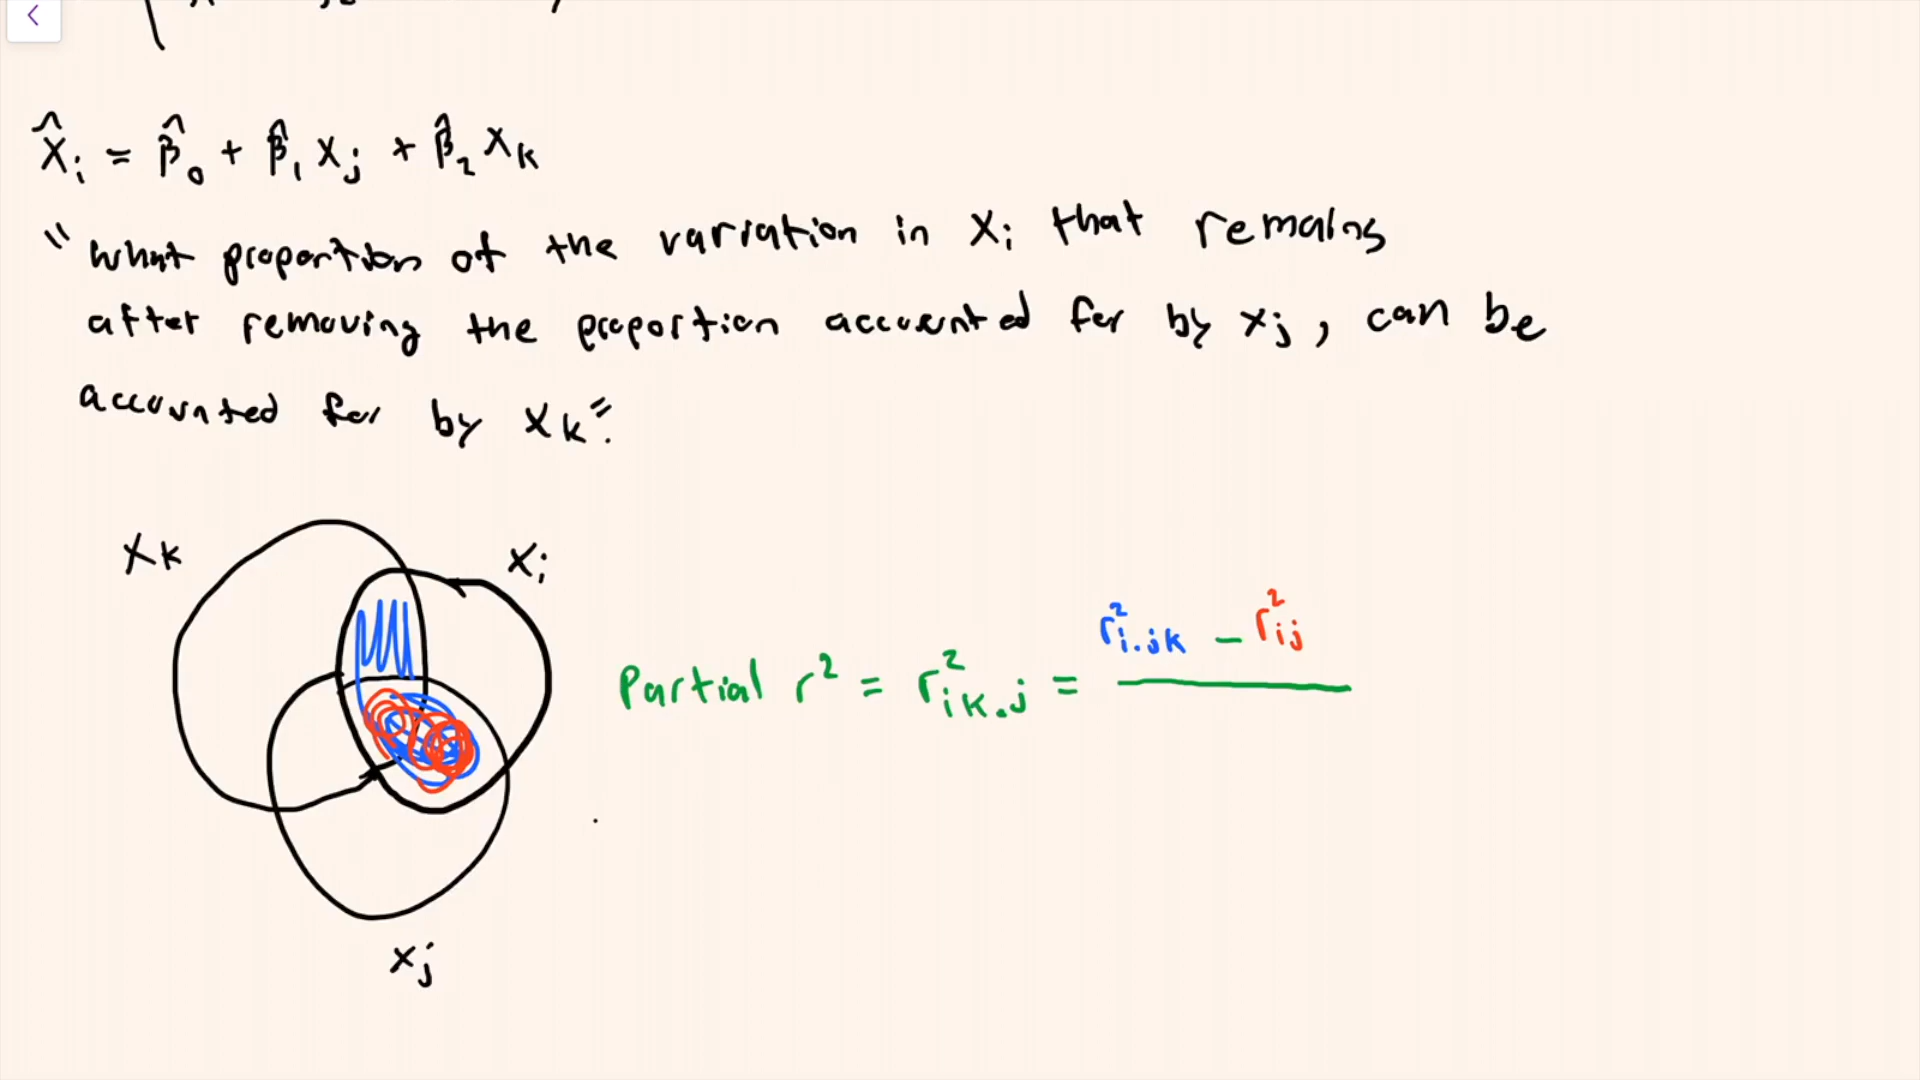 X̂ᵢ = β̂₀ + β̂₁ Xⱼ + β̂₂ Xₖ
"What proportion of the variation in Xᵢ that remains
after removing the proportion accounted for by Xⱼ, can be
accounted for by Xₖ"?
Xₖ
Xᵢ
Partial r² = r²ᵢₖ.ⱼ = r²ᵢ.ⱼₖ − r²ᵢⱼ
Xⱼ